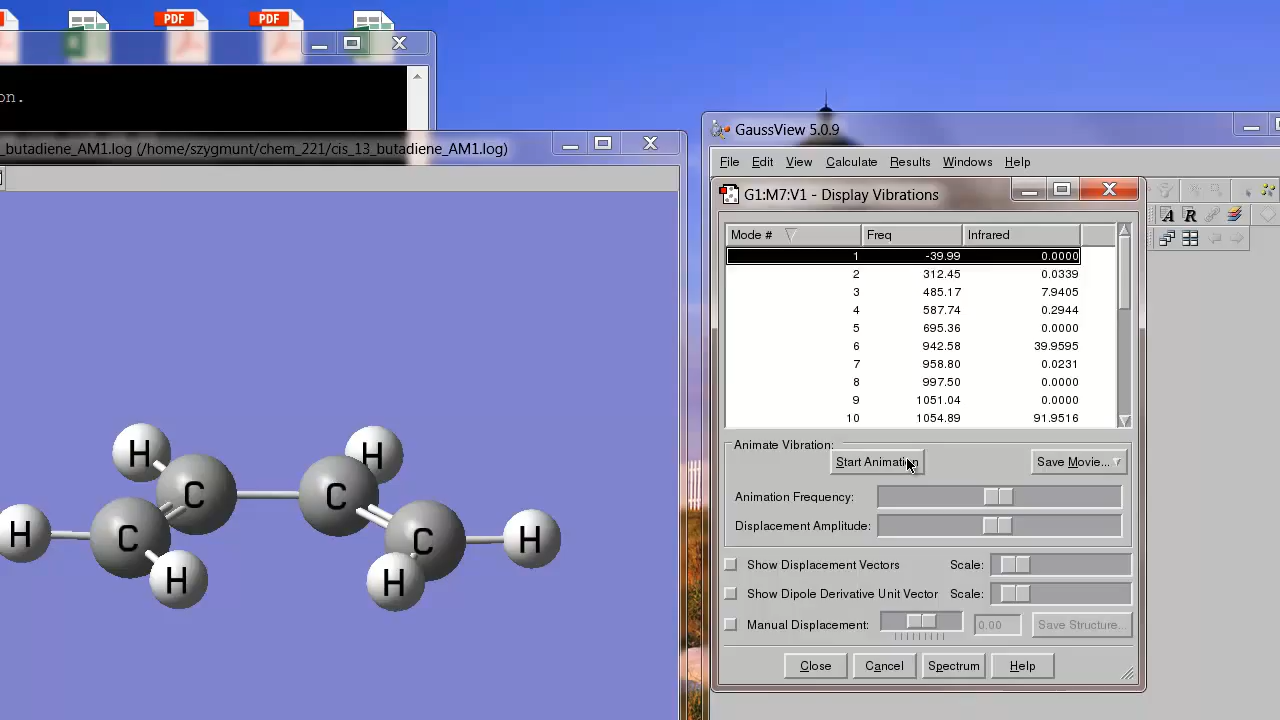 PDF
PDF
on.
_butadiene_AM1.log (/home/szygmunt/chem_221/cis_13_butadiene_AM1.log)
GaussView 5.0.9
File Edit View Calculate Results Windows Help
G1:M7:V1 - Display Vibrations
A R
Mode # Freq Infrared
1 -39.99 0.0000
2 312.45 0.0339
3 485.17 7.9405
4 587.74 0.2944
5 695.36 0.0000
6 942.58 39.9595
7 958.80 0.0231
8 997.50 0.0000
9 1051.04 0.0000
10 1054.89 91.9516
Animate Vibration:
Start Animation Save Movie...
Animation Frequency:
Displacement Amplitude:
Show Displacement Vectors Scale:
Show Dipole Derivative Unit Vector Scale:
Manual Displacement: 0.00 Save Structure...
Close Cancel Spectrum Help
H H
C C
H C C H
H H